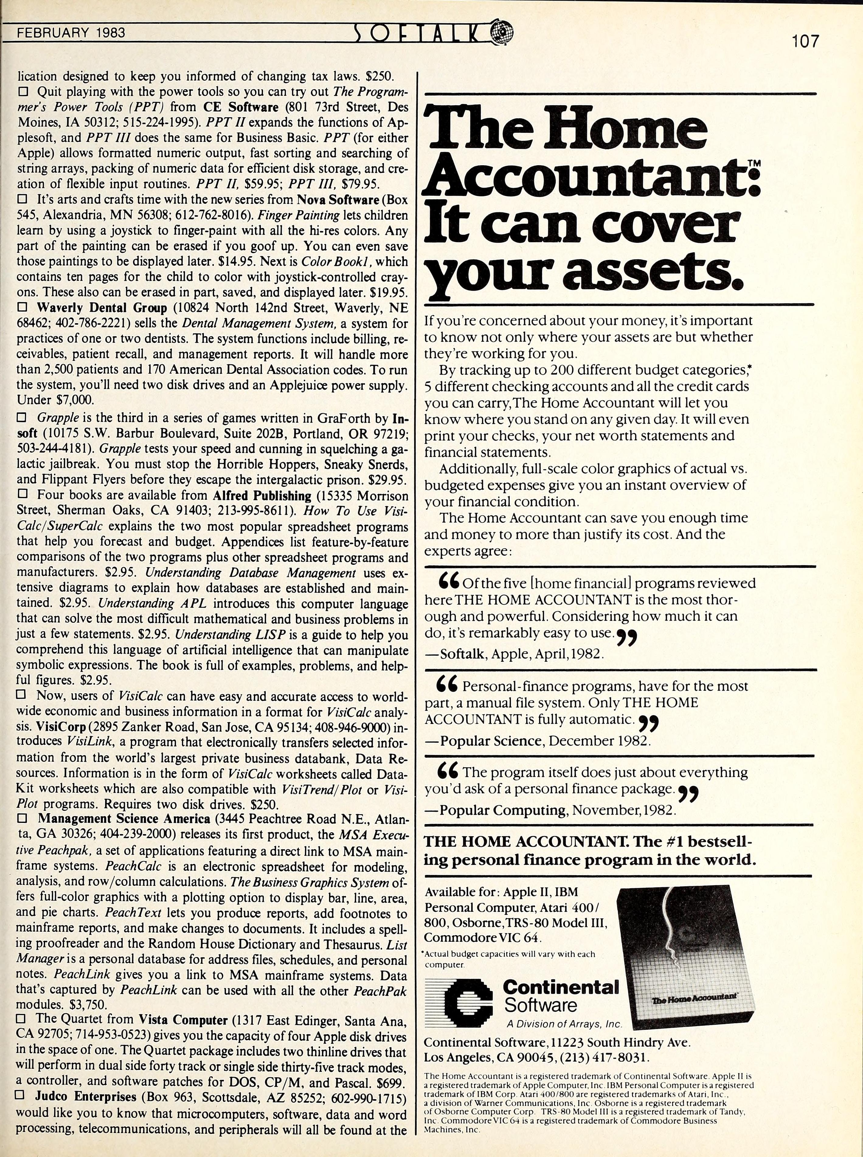 FEBRUARY 1983
SOFTALK
107
lication designed to keep you informed of changing tax laws. $250.
□ Quit playing with the power tools so you can try out The Program-
mer's Power Tools (PPT) from CE Software (801 73rd Street, Des
Moines, IA 50312; 515-224-1995). PPT II expands the functions of Ap-
plesoft, and PPT III does the same for Business Basic. PPT (for either
Apple) allows formatted numeric output, fast sorting and searching of
string arrays, packing of numeric data for efficient disk storage, and cre-
ation of flexible input routines. PPT II, $59.95; PPT III, $79.95.
□ It's arts and crafts time with the new series from Nova Software (Box
545, Alexandria, MN 56308; 612-762-8016). Finger Painting lets children
learn by using a joystick to finger-paint with all the hi-res colors. Any
part of the painting can be erased if you goof up. You can even save
those paintings to be displayed later. $14.95. Next is Color Book1, which
contains ten pages for the child to color with joystick-controlled cray-
ons. These also can be erased in part, saved, and displayed later. $19.95.
□ Waverly Dental Group (10824 North 142nd Street, Waverly, NE
68462; 402-786-2221) sells the Dental Management System, a system for
practices of one or two dentists. The system functions include billing, re-
ceivables, patient recall, and management reports. It will handle more
than 2,500 patients and 170 American Dental Association codes. To run
the system, you'll need two disk drives and an Applejuice power supply.
Under $7,000.
□ Grapple is the third in a series of games written in GraForth by In-
soft (10175 S.W. Barbur Boulevard, Suite 202B, Portland, OR 97219;
503-244-4181). Grapple tests your speed and cunning in squelching a ga-
lactic jailbreak. You must stop the Horrible Hoppers, Sneaky Snerds,
and Flippant Flyers before they escape the intergalactic prison. $29.95.
□ Four books are available from Alfred Publishing (15335 Morrison
Street, Sherman Oaks, CA 91403; 213-995-8611). How To Use Visi-
Calc/SuperCalc explains the two most popular spreadsheet programs
that help you forecast and budget. Appendices list feature-by-feature
comparisons of the two programs plus other spreadsheet programs and
manufacturers. $2.95. Understanding Database Management uses ex-
tensive diagrams to explain how databases are established and main-
tained. $2.95. Understanding APL introduces this computer language
that can solve the most difficult mathematical and business problems in
just a few statements. $2.95. Understanding LISP is a guide to help you
comprehend this language of artificial intelligence that can manipulate
symbolic expressions. The book is full of examples, problems, and help-
ful figures. $2.95.
□ Now, users of VisiCalc can have easy and accurate access to world-
wide economic and business information in a format for VisiCalc analy-
sis. VisiCorp (2895 Zanker Road, San Jose, CA 95134; 408-946-9000) in-
troduces VisiLink, a program that electronically transfers selected infor-
mation from the world's largest private business databank, Data Re-
sources. Information is in the form of VisiCalc worksheets called Data-
Kit worksheets which are also compatible with VisiTrend/Plot or Visi-
Plot programs. Requires two disk drives. $250.
□ Management Science America (3445 Peachtree Road N.E., Atlan-
ta, GA 30326; 404-239-2000) releases its first product, the MSA Execu-
tive Peachpak, a set of applications featuring a direct link to MSA main-
frame systems. PeachCalc is an electronic spreadsheet for modeling,
analysis, and row/column calculations. The Business Graphics System of-
fers full-color graphics with a plotting option to display bar, line, area,
and pie charts. PeachText lets you produce reports, add footnotes to
mainframe reports, and make changes to documents. It includes a spell-
ing proofreader and the Random House Dictionary and Thesaurus. List
Manager is a personal database for address files, schedules, and personal
notes. PeachLink gives you a link to MSA mainframe systems. Data
that's captured by PeachLink can be used with all the other PeachPak
modules. $3,750.
□ The Quartet from Vista Computer (1317 East Edinger, Santa Ana,
CA 92705; 714-953-0523) gives you the capacity of four Apple disk drives
in the space of one. The Quartet package includes two thinline drives that
will perform in dual side forty track or single side thirty-five track modes,
a controller, and software patches for DOS, CP/M, and Pascal. $699.
□ Judco Enterprises (Box 963, Scottsdale, AZ 85252; 602-990-1715)
would like you to know that microcomputers, software, data and word
processing, telecommunications, and peripherals will all be found at the
The Home
Accountant:™
It can cover
your assets.
If you're concerned about your money, it's important
to know not only where your assets are but whether
they're working for you.
By tracking up to 200 different budget categories,*
5 different checking accounts and all the credit cards
you can carry, The Home Accountant will let you
know where you stand on any given day. It will even
print your checks, your net worth statements and
financial statements.
Additionally, full-scale color graphics of actual vs.
budgeted expenses give you an instant overview of
your financial condition.
The Home Accountant can save you enough time
and money to more than justify its cost. And the
experts agree:
“Of the five [home financial] programs reviewed
here THE HOME ACCOUNTANT is the most thor-
ough and powerful. Considering how much it can
do, it's remarkably easy to use.”
—Softalk, Apple, April, 1982.
“Personal-finance programs, have for the most
part, a manual file system. Only THE HOME
ACCOUNTANT is fully automatic.”
—Popular Science, December 1982.
“The program itself does just about everything
you'd ask of a personal finance package.”
—Popular Computing, November, 1982.
THE HOME ACCOUNTANT. The #1 bestsell-
ing personal finance program in the world.
Available for: Apple II, IBM
Personal Computer, Atari 400/
800, Osborne, TRS-80 Model III,
Commodore VIC 64.
*Actual budget capacities will vary with each
computer.
The Home Accountant
Continental
Software
A Division of Arrays, Inc.
Continental Software, 11223 South Hindry Ave.
Los Angeles, CA 90045, (213) 417-8031.
The Home Accountant is a registered trademark of Continental Software. Apple II is
a registered trademark of Apple Computer, Inc. IBM Personal Computer is a registered
trademark of IBM Corp. Atari 400/800 are registered trademarks of Atari, Inc.,
a division of Warner Communications, Inc. Osborne is a registered trademark
of Osborne Computer Corp. TRS-80 Model III is a registered trademark of Tandy,
Inc. Commodore VIC 64 is a registered trademark of Commodore Business
Machines, Inc.